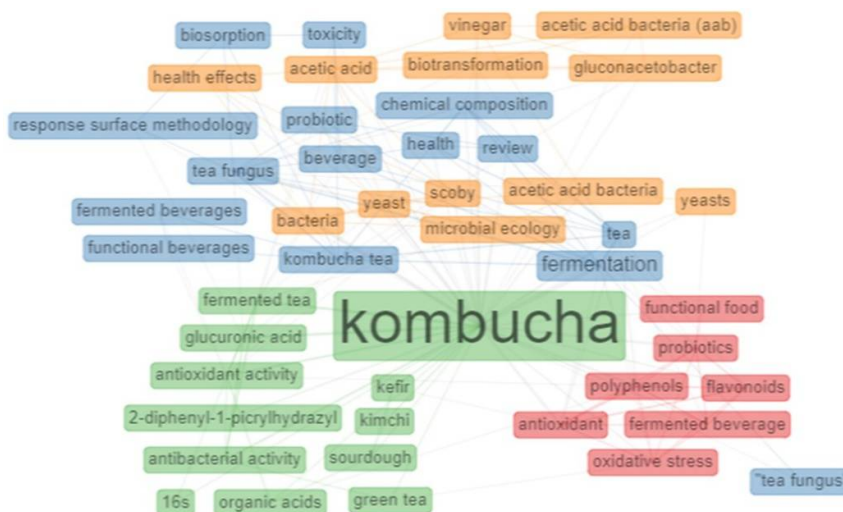 vinegar
acetic acid bacteria (aab)
biosorption
toxicity
health effects
acetic acid
biotransformation
gluconacetobacter
chemical composition
response surface methodology
probiotic
health
review
beverage
tea fungus
yeast
scoby
acetic acid bacteria
yeasts
fermented beverages
bacteria
microbial ecology
tea
functional beverages
kombucha tea
fermentation
fermented tea
kombucha
functional food
glucuronic acid
probiotics
antioxidant activity
kefir
polyphenols
flavonoids
2-diphenyl-1-picrylhydrazyl
kimchi
antioxidant
fermented beverage
antibacterial activity
sourdough
oxidative stress
"tea fungus
16s
organic acids
green tea